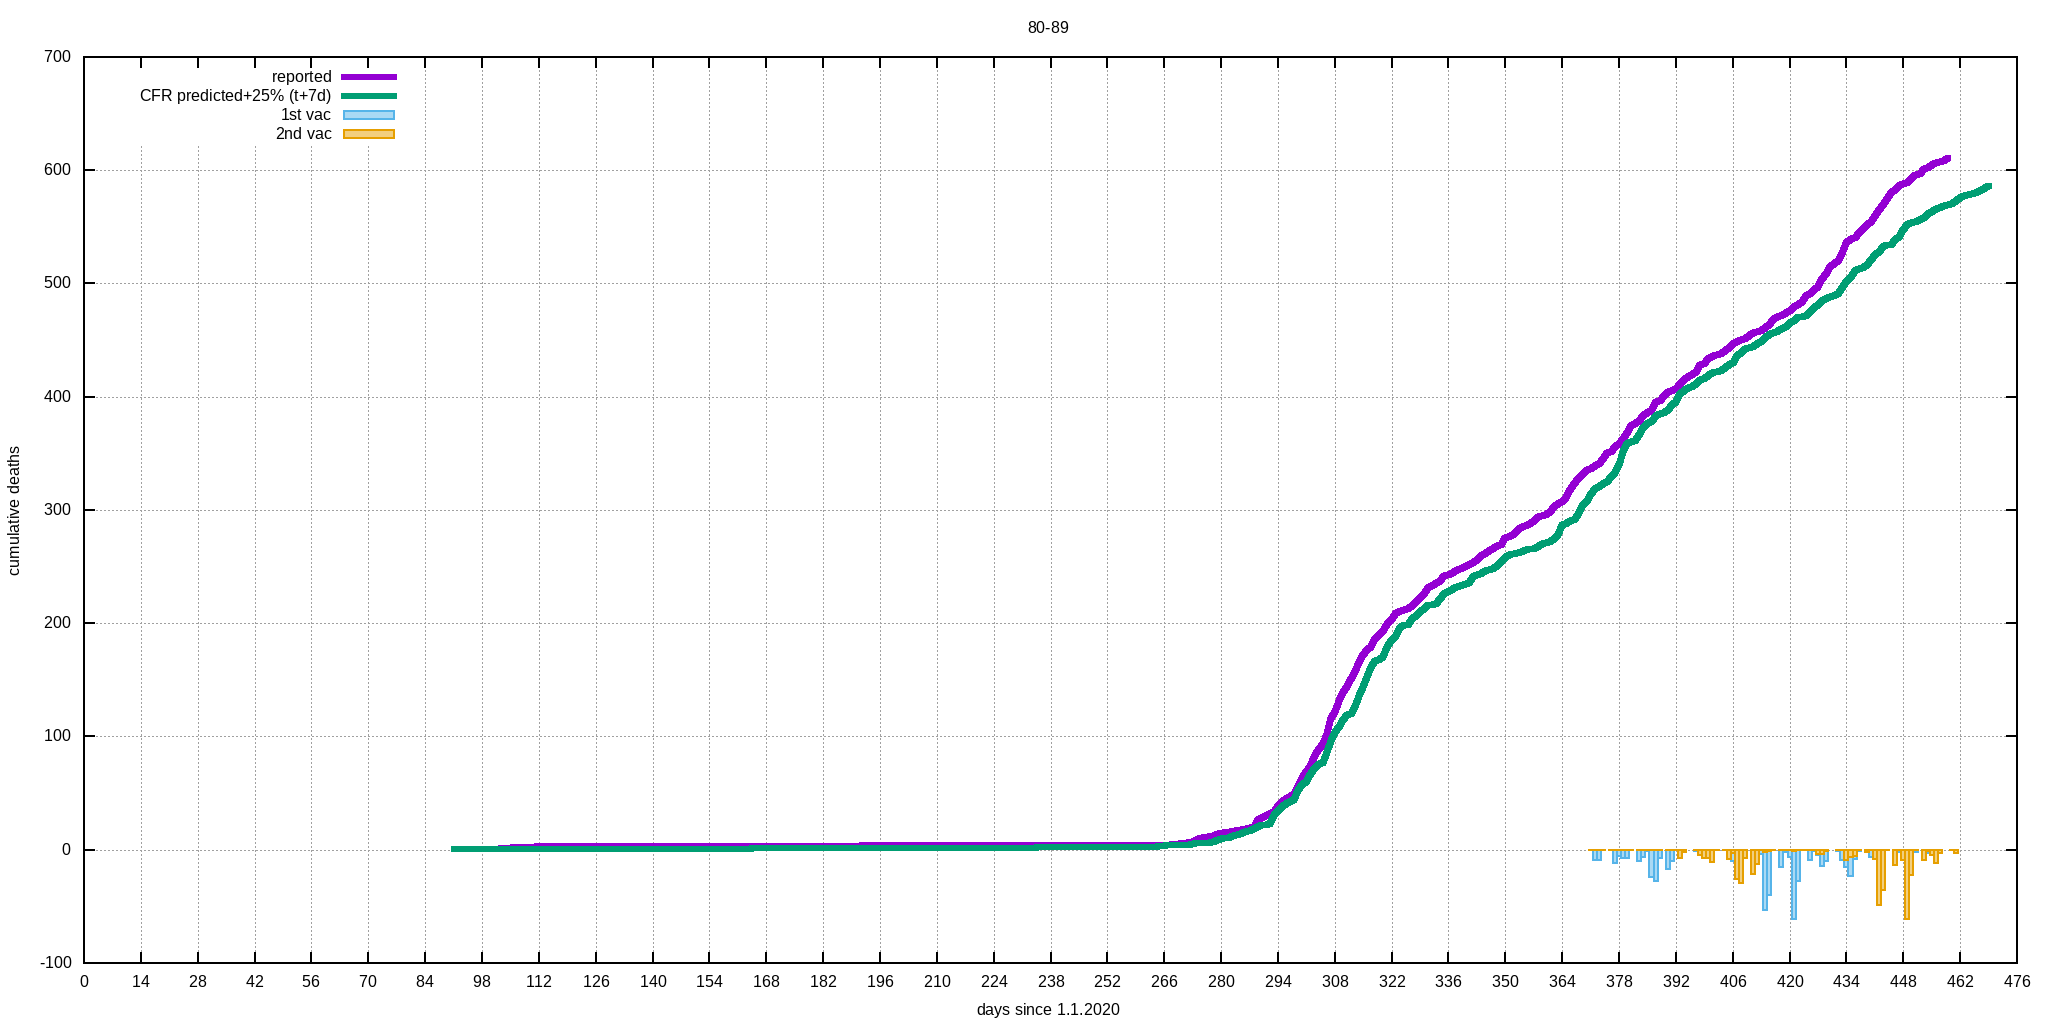 80-89
reported
CFR predicted+25% (t+7d)
1st vac
2nd vac
700
600
500
400
300
200
100
0
-100
cumulative deaths
0 14 28 42 56 70 84 98 112 126 140 154 168 182 196 210 224 238 252 266 280 294 308 322 336 350 364 378 392 406 420 434 448 462 476
days since 1.1.2020